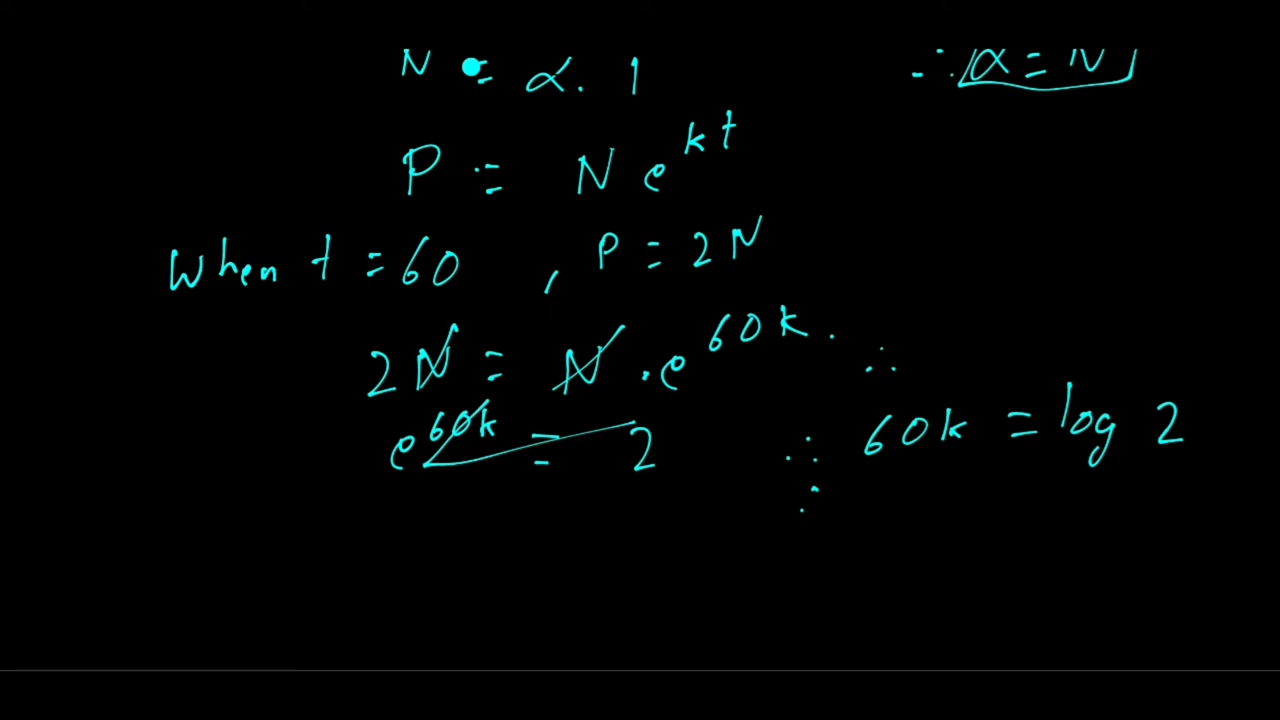 N = α. 1 ∴ α = N
P = N e^{kt}
When t = 60 , P = 2N
2N = N . e^{60k} . ∴
e^{60k} = 2 ∴ 60k = log 2
∴